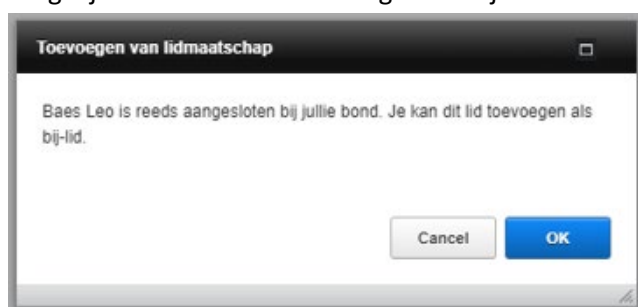 Toevoegen van lidmaatschap
Baes Leo is reeds aangesloten bij jullie bond. Je kan dit lid toevoegen als
bij-lid.
Cancel OK